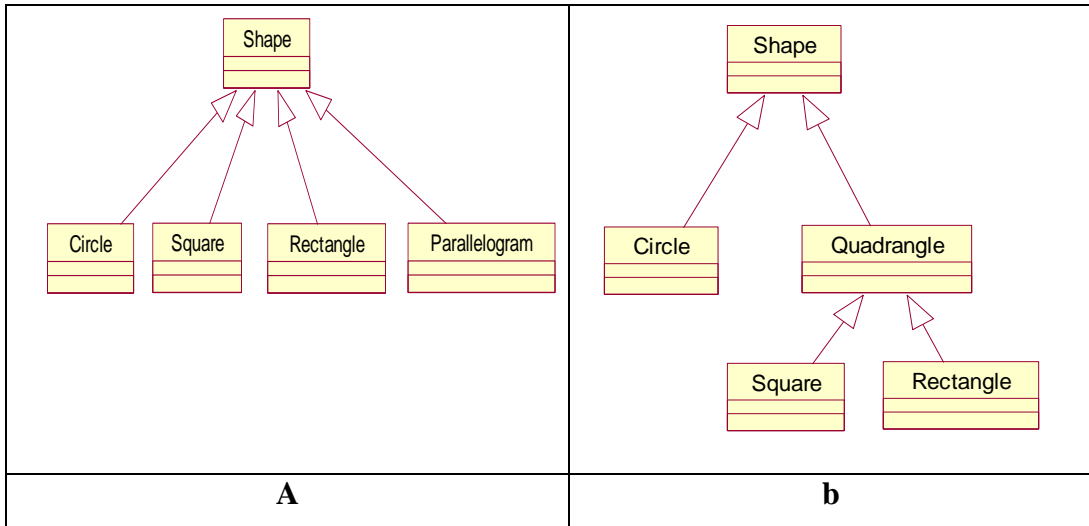 Shape
Circle
Square
Rectangle
Parallelogram
A
Shape
Circle
Quadrangle
Square
Rectangle
b